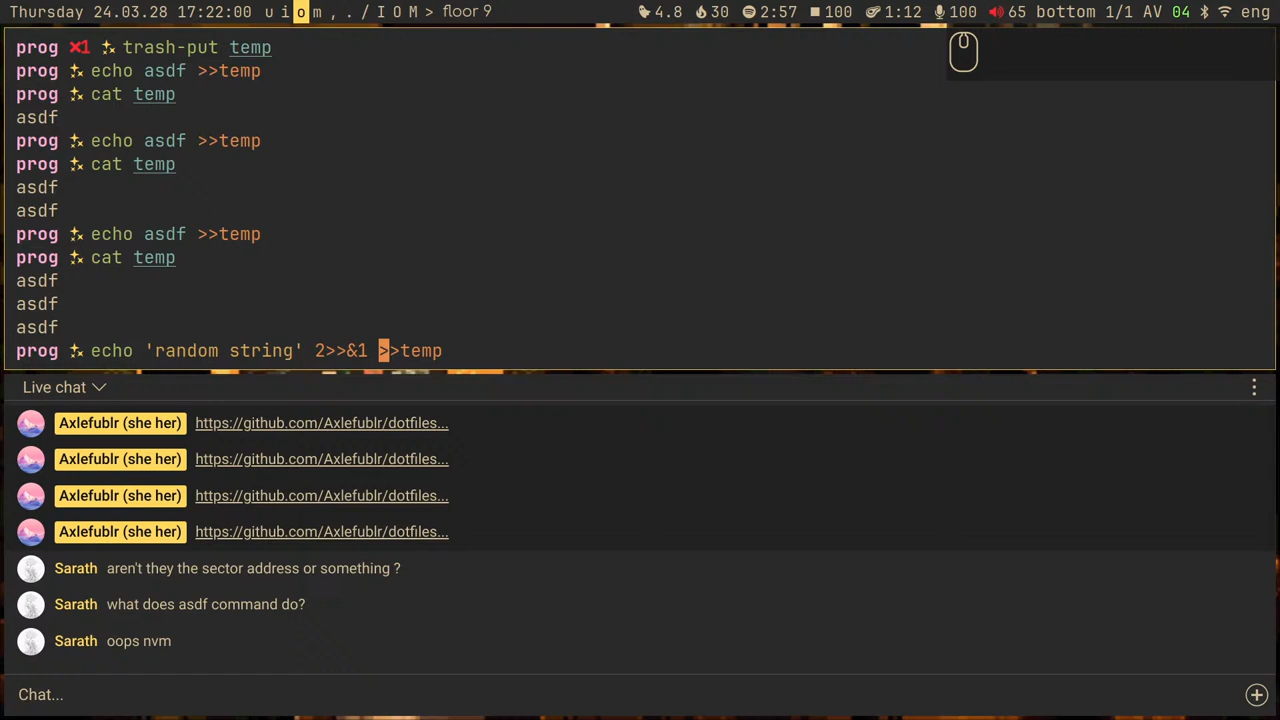 Thursday 24.03.28 17:22:00 u i o m , . / I O M > floor 9 4.8 30 2:57 100 1:12 100 65 bottom 1/1 AV 04 eng
prog ✗1 ✨ trash-put temp
prog ✨ echo asdf >>temp
prog ✨ cat temp
asdf
prog ✨ echo asdf >>temp
prog ✨ cat temp
asdf
asdf
prog ✨ echo asdf >>temp
prog ✨ cat temp
asdf
asdf
asdf
prog ✨ echo 'random string' 2>>&1 >>temp
Live chat
Axlefublr (she her) https://github.com/Axlefublr/dotfiles...
Axlefublr (she her) https://github.com/Axlefublr/dotfiles...
Axlefublr (she her) https://github.com/Axlefublr/dotfiles...
Axlefublr (she her) https://github.com/Axlefublr/dotfiles...
Sarath aren't they the sector address or something ?
Sarath what does asdf command do?
Sarath oops nvm
Chat...